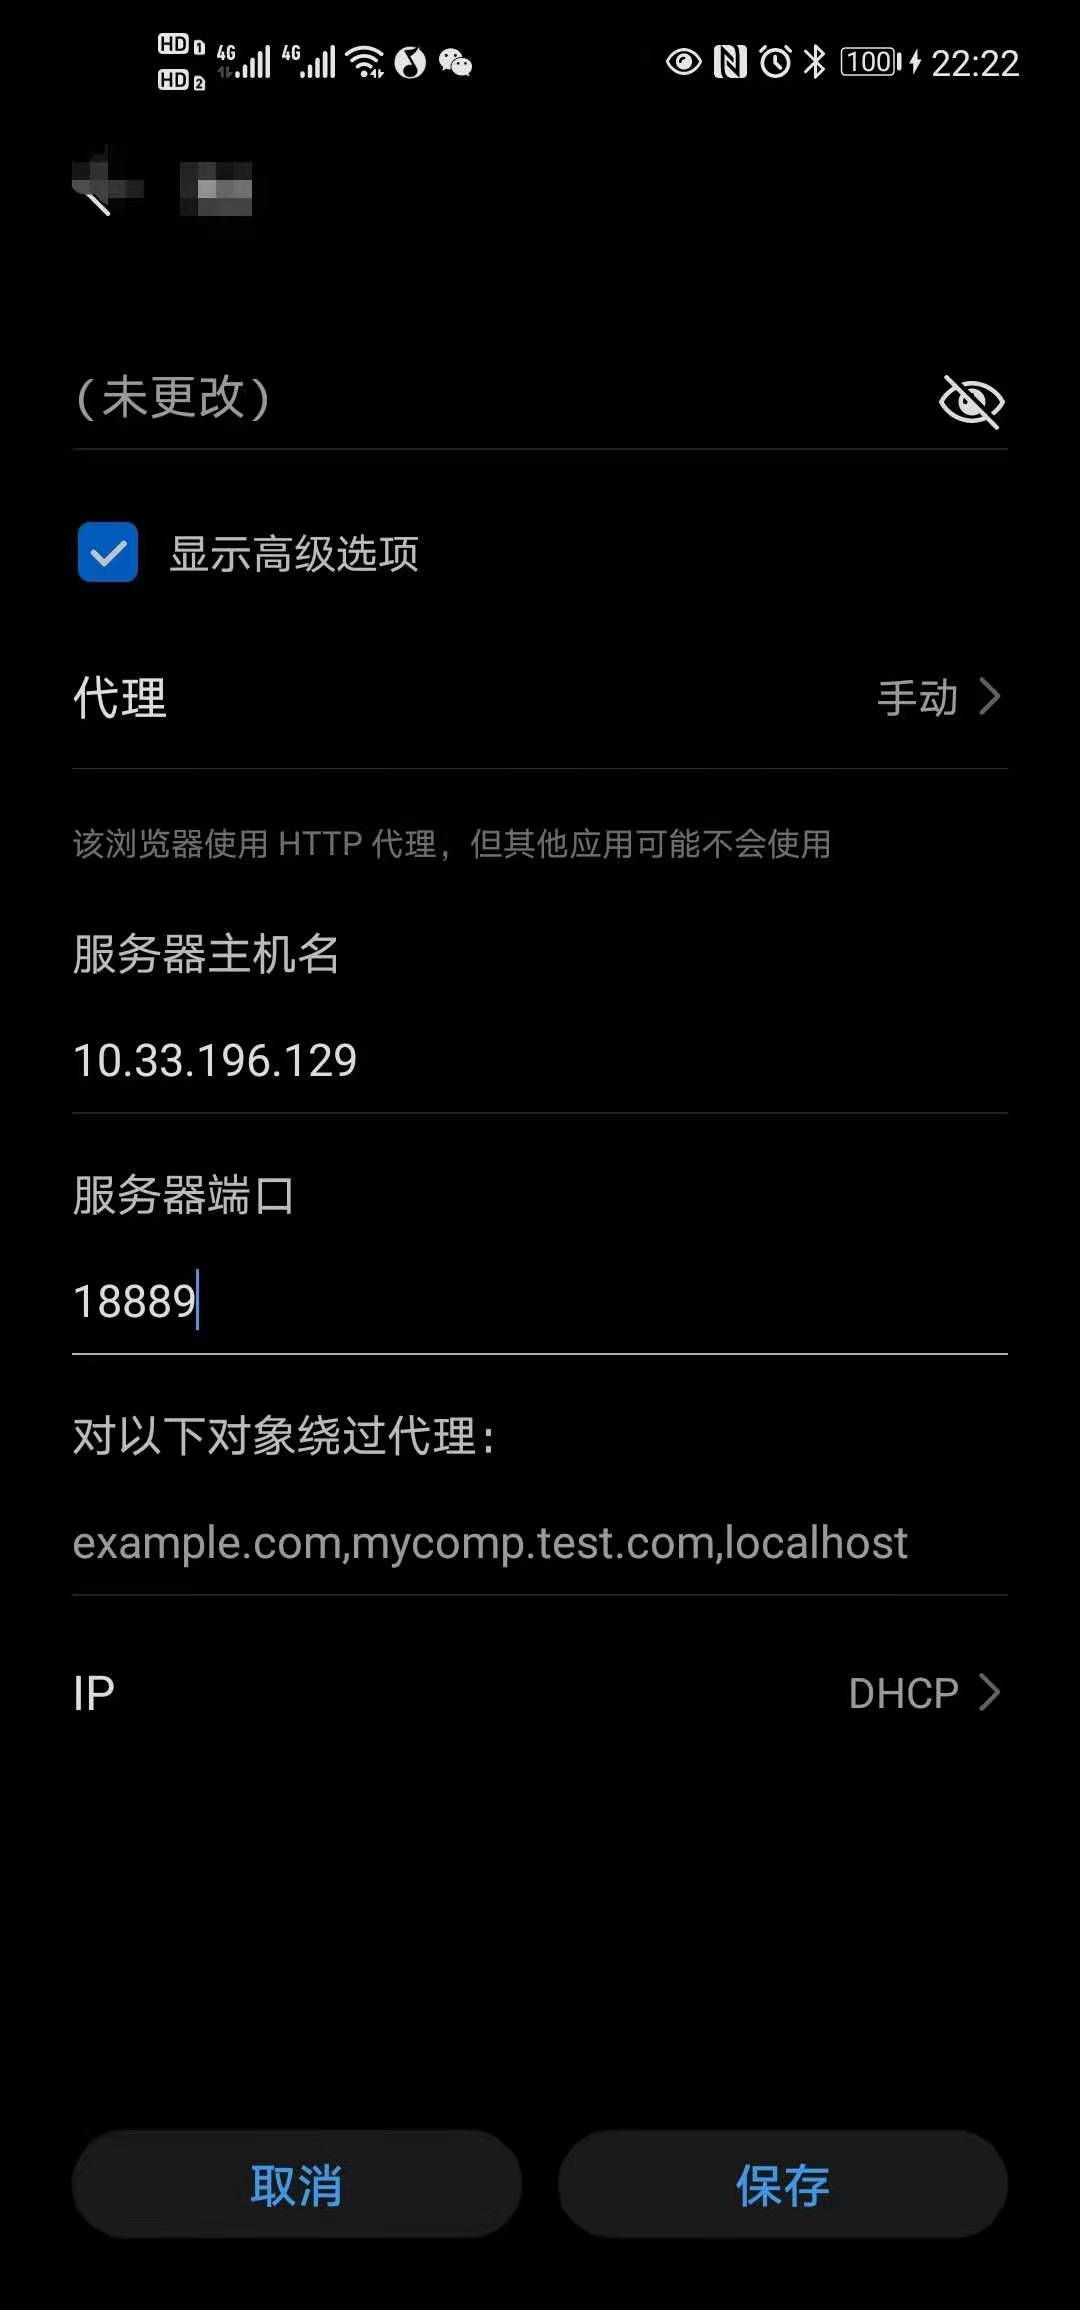 HD 1 4G 4G 100 22:22
HD 2
(未更改)
显示高级选项
代理 手动
该浏览器使用 HTTP 代理，但其他应用可能不会使用
服务器主机名
10.33.196.129
服务器端口
18889
对以下对象绕过代理：
example.com,mycomp.test.com,localhost
IP DHCP
取消 保存